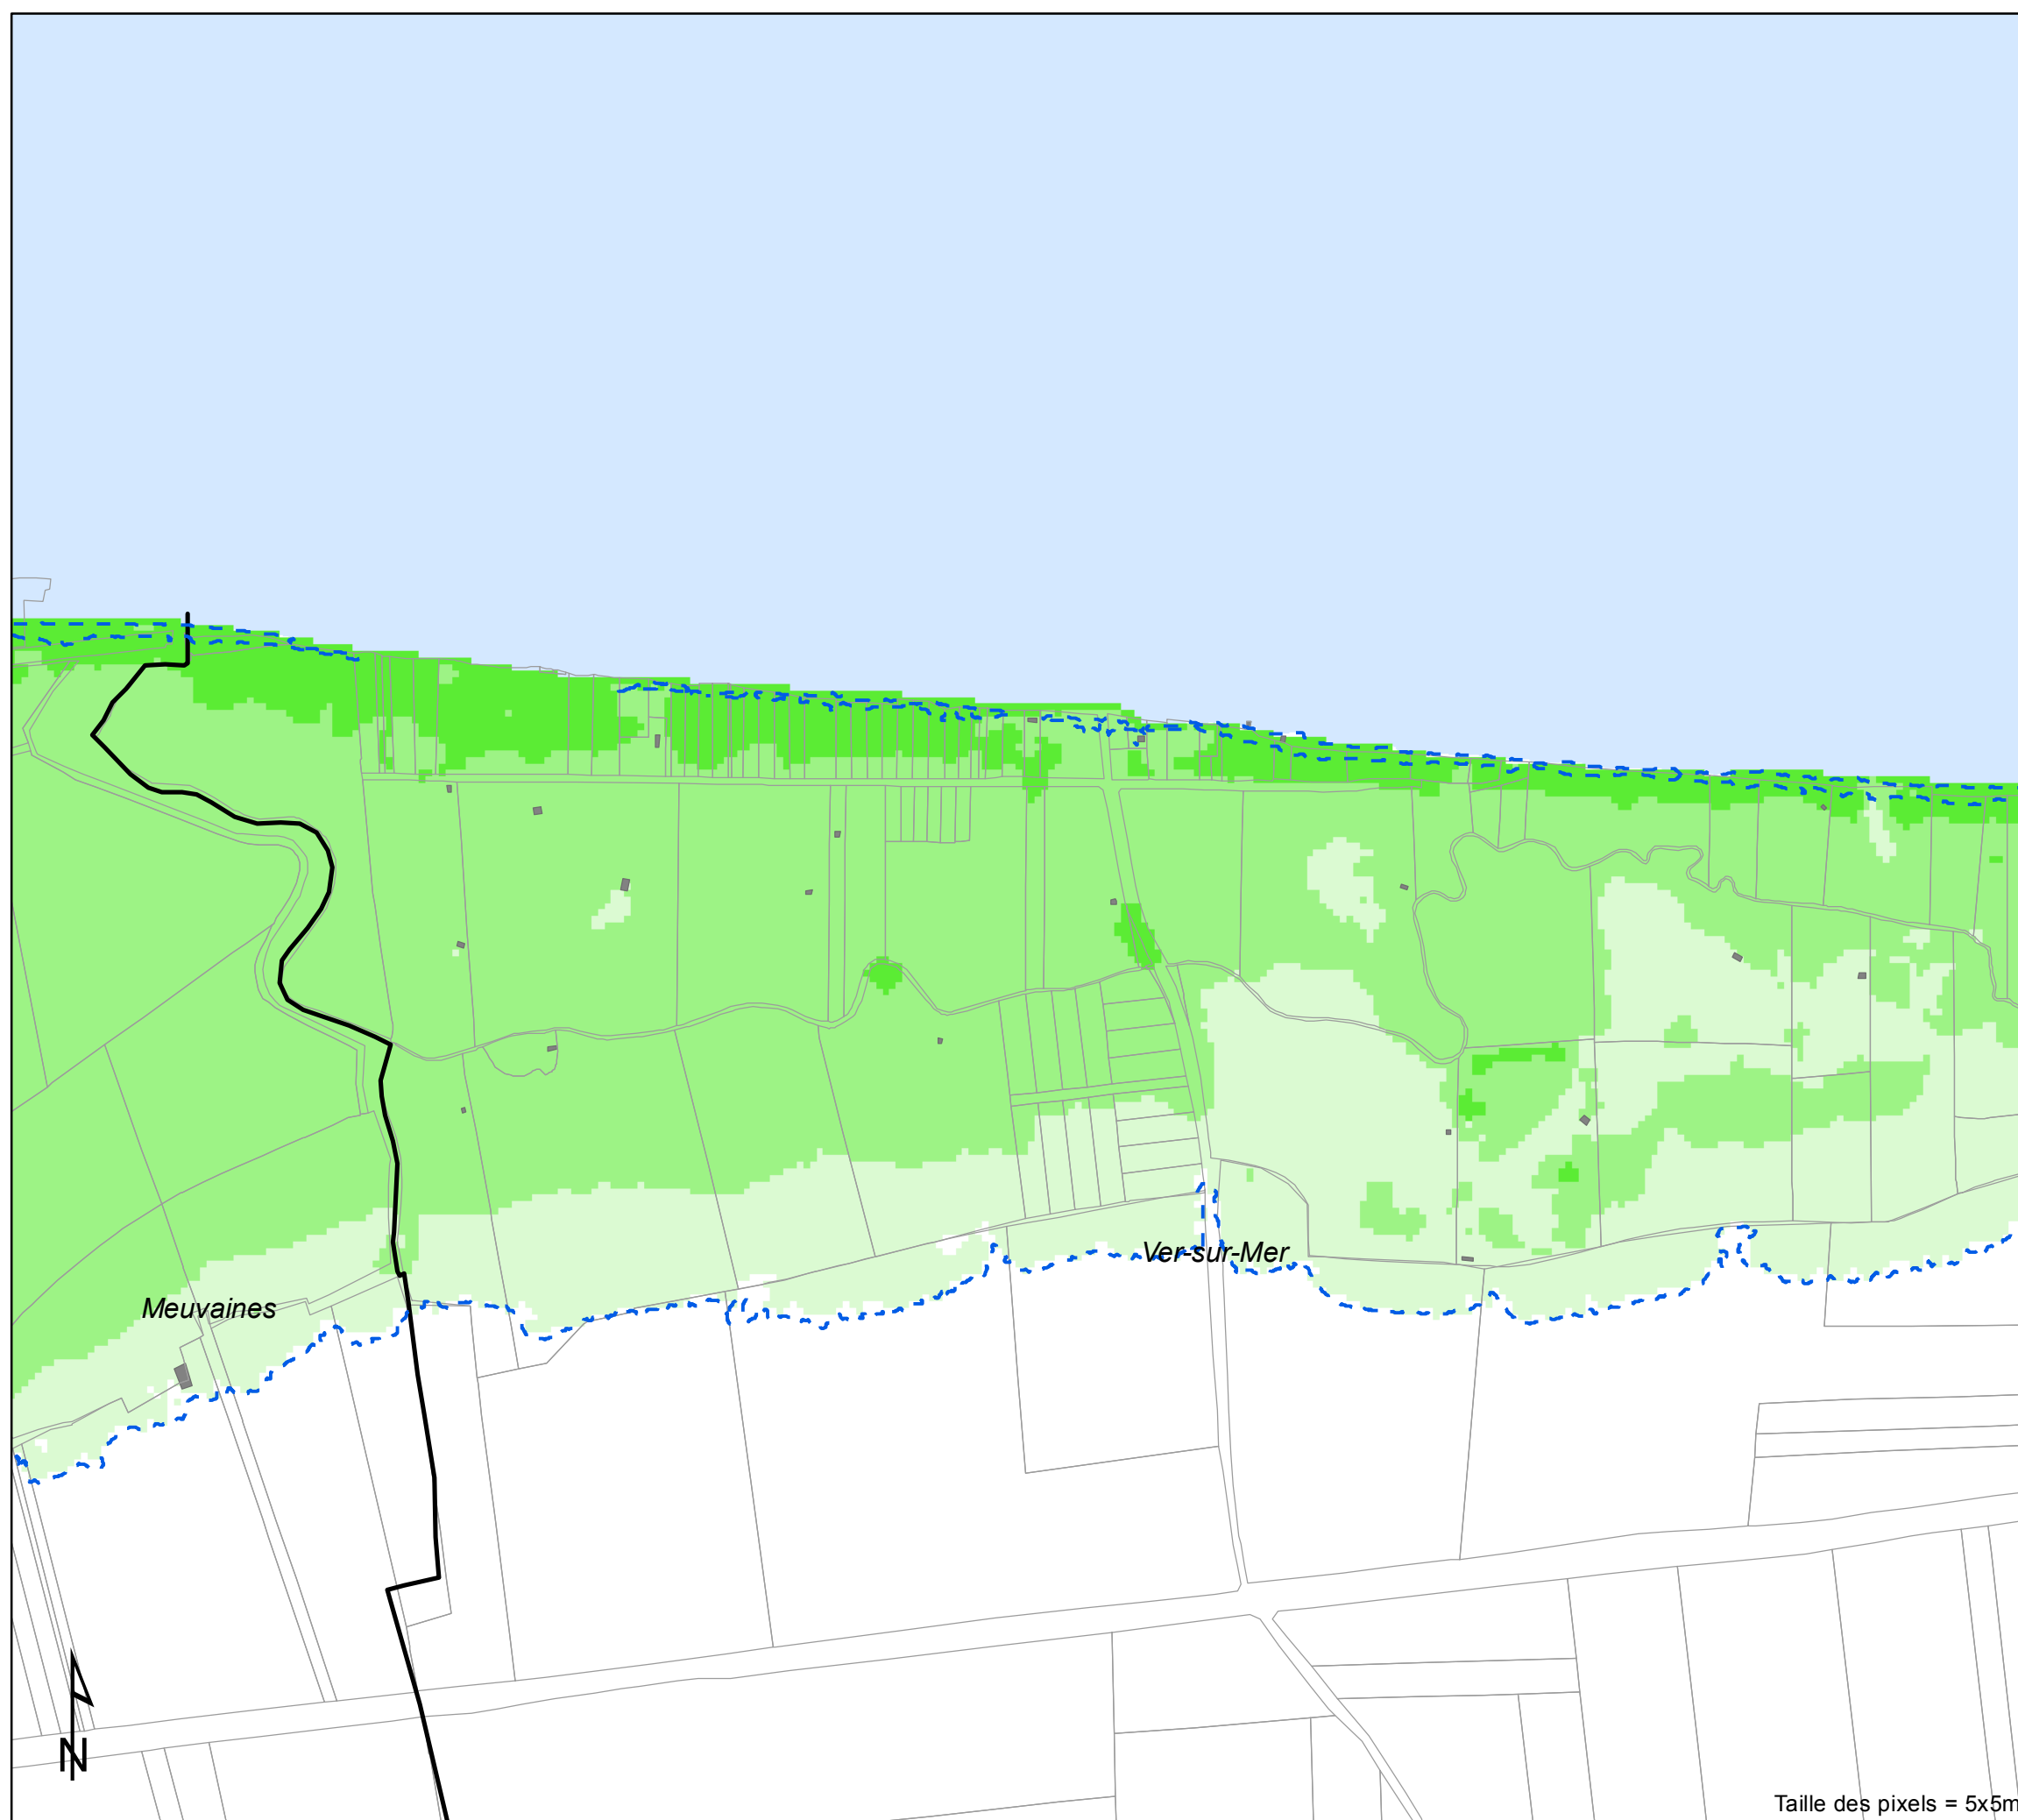 Ver-sur-Mer
Meuvaines
N
Taille des pixels = 5x5m